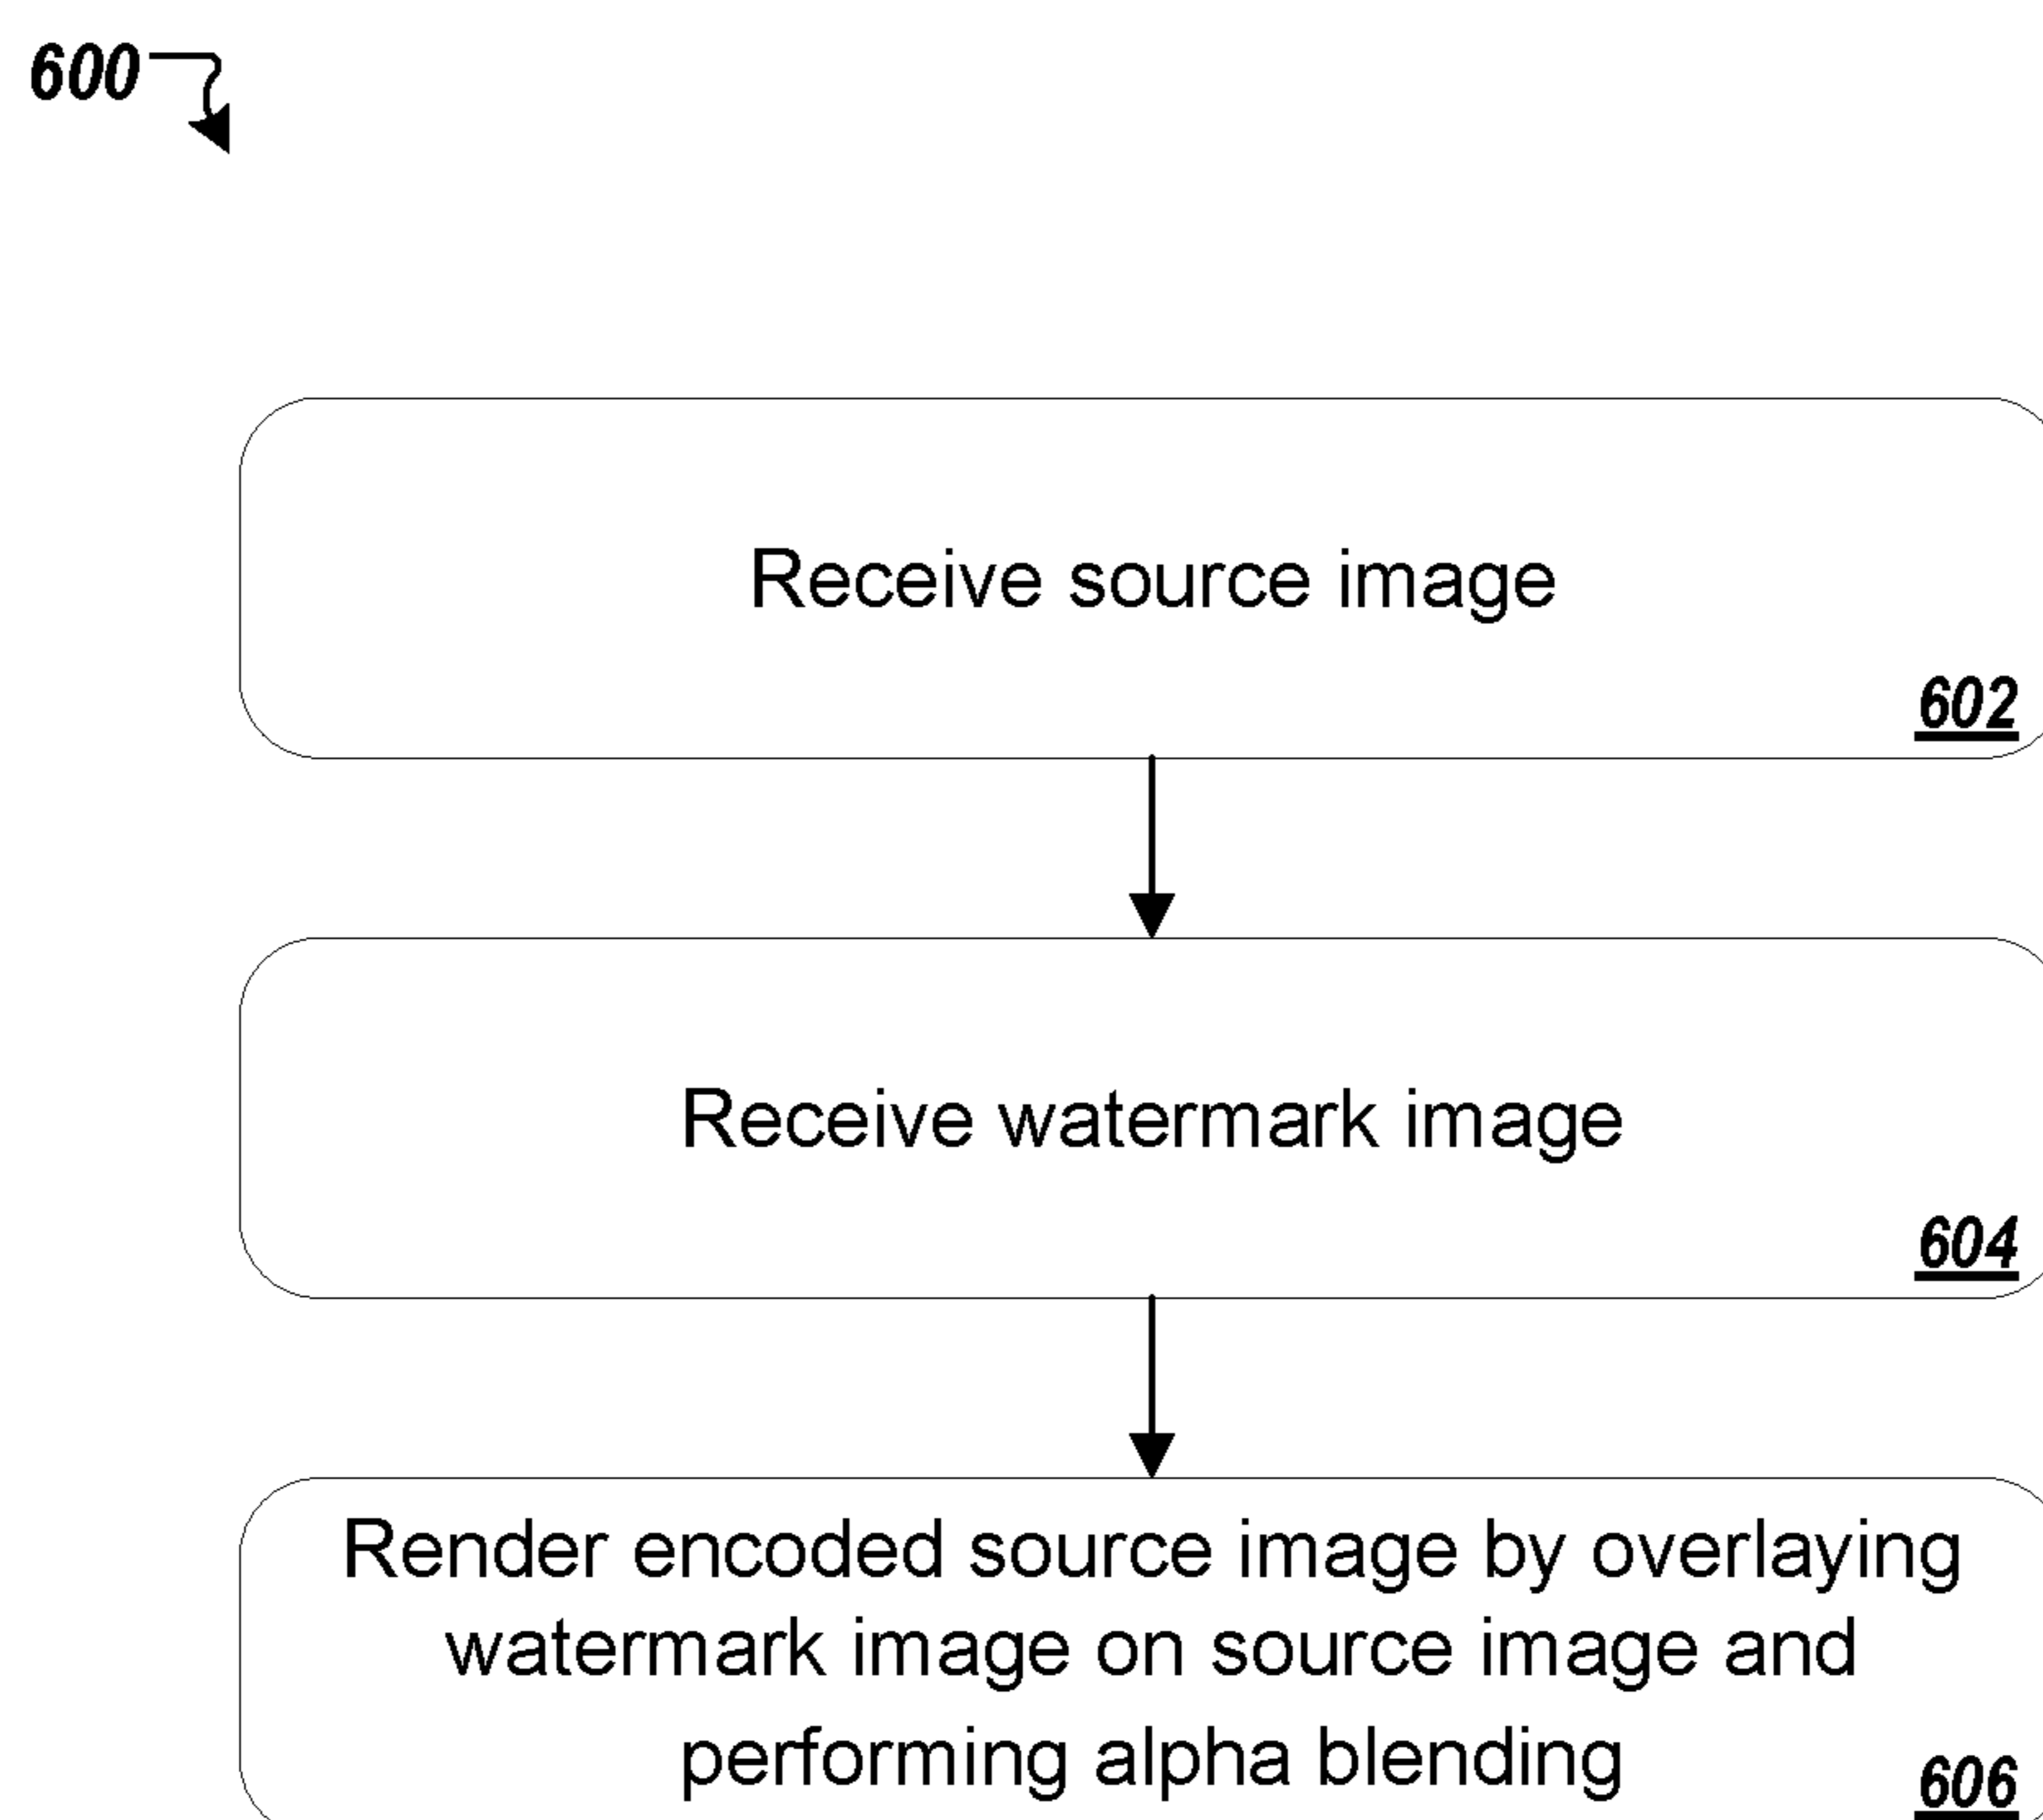 600
Receive source image
602
Receive watermark image
604
Render encoded source image by overlaying
watermark image on source image and
performing alpha blending
606